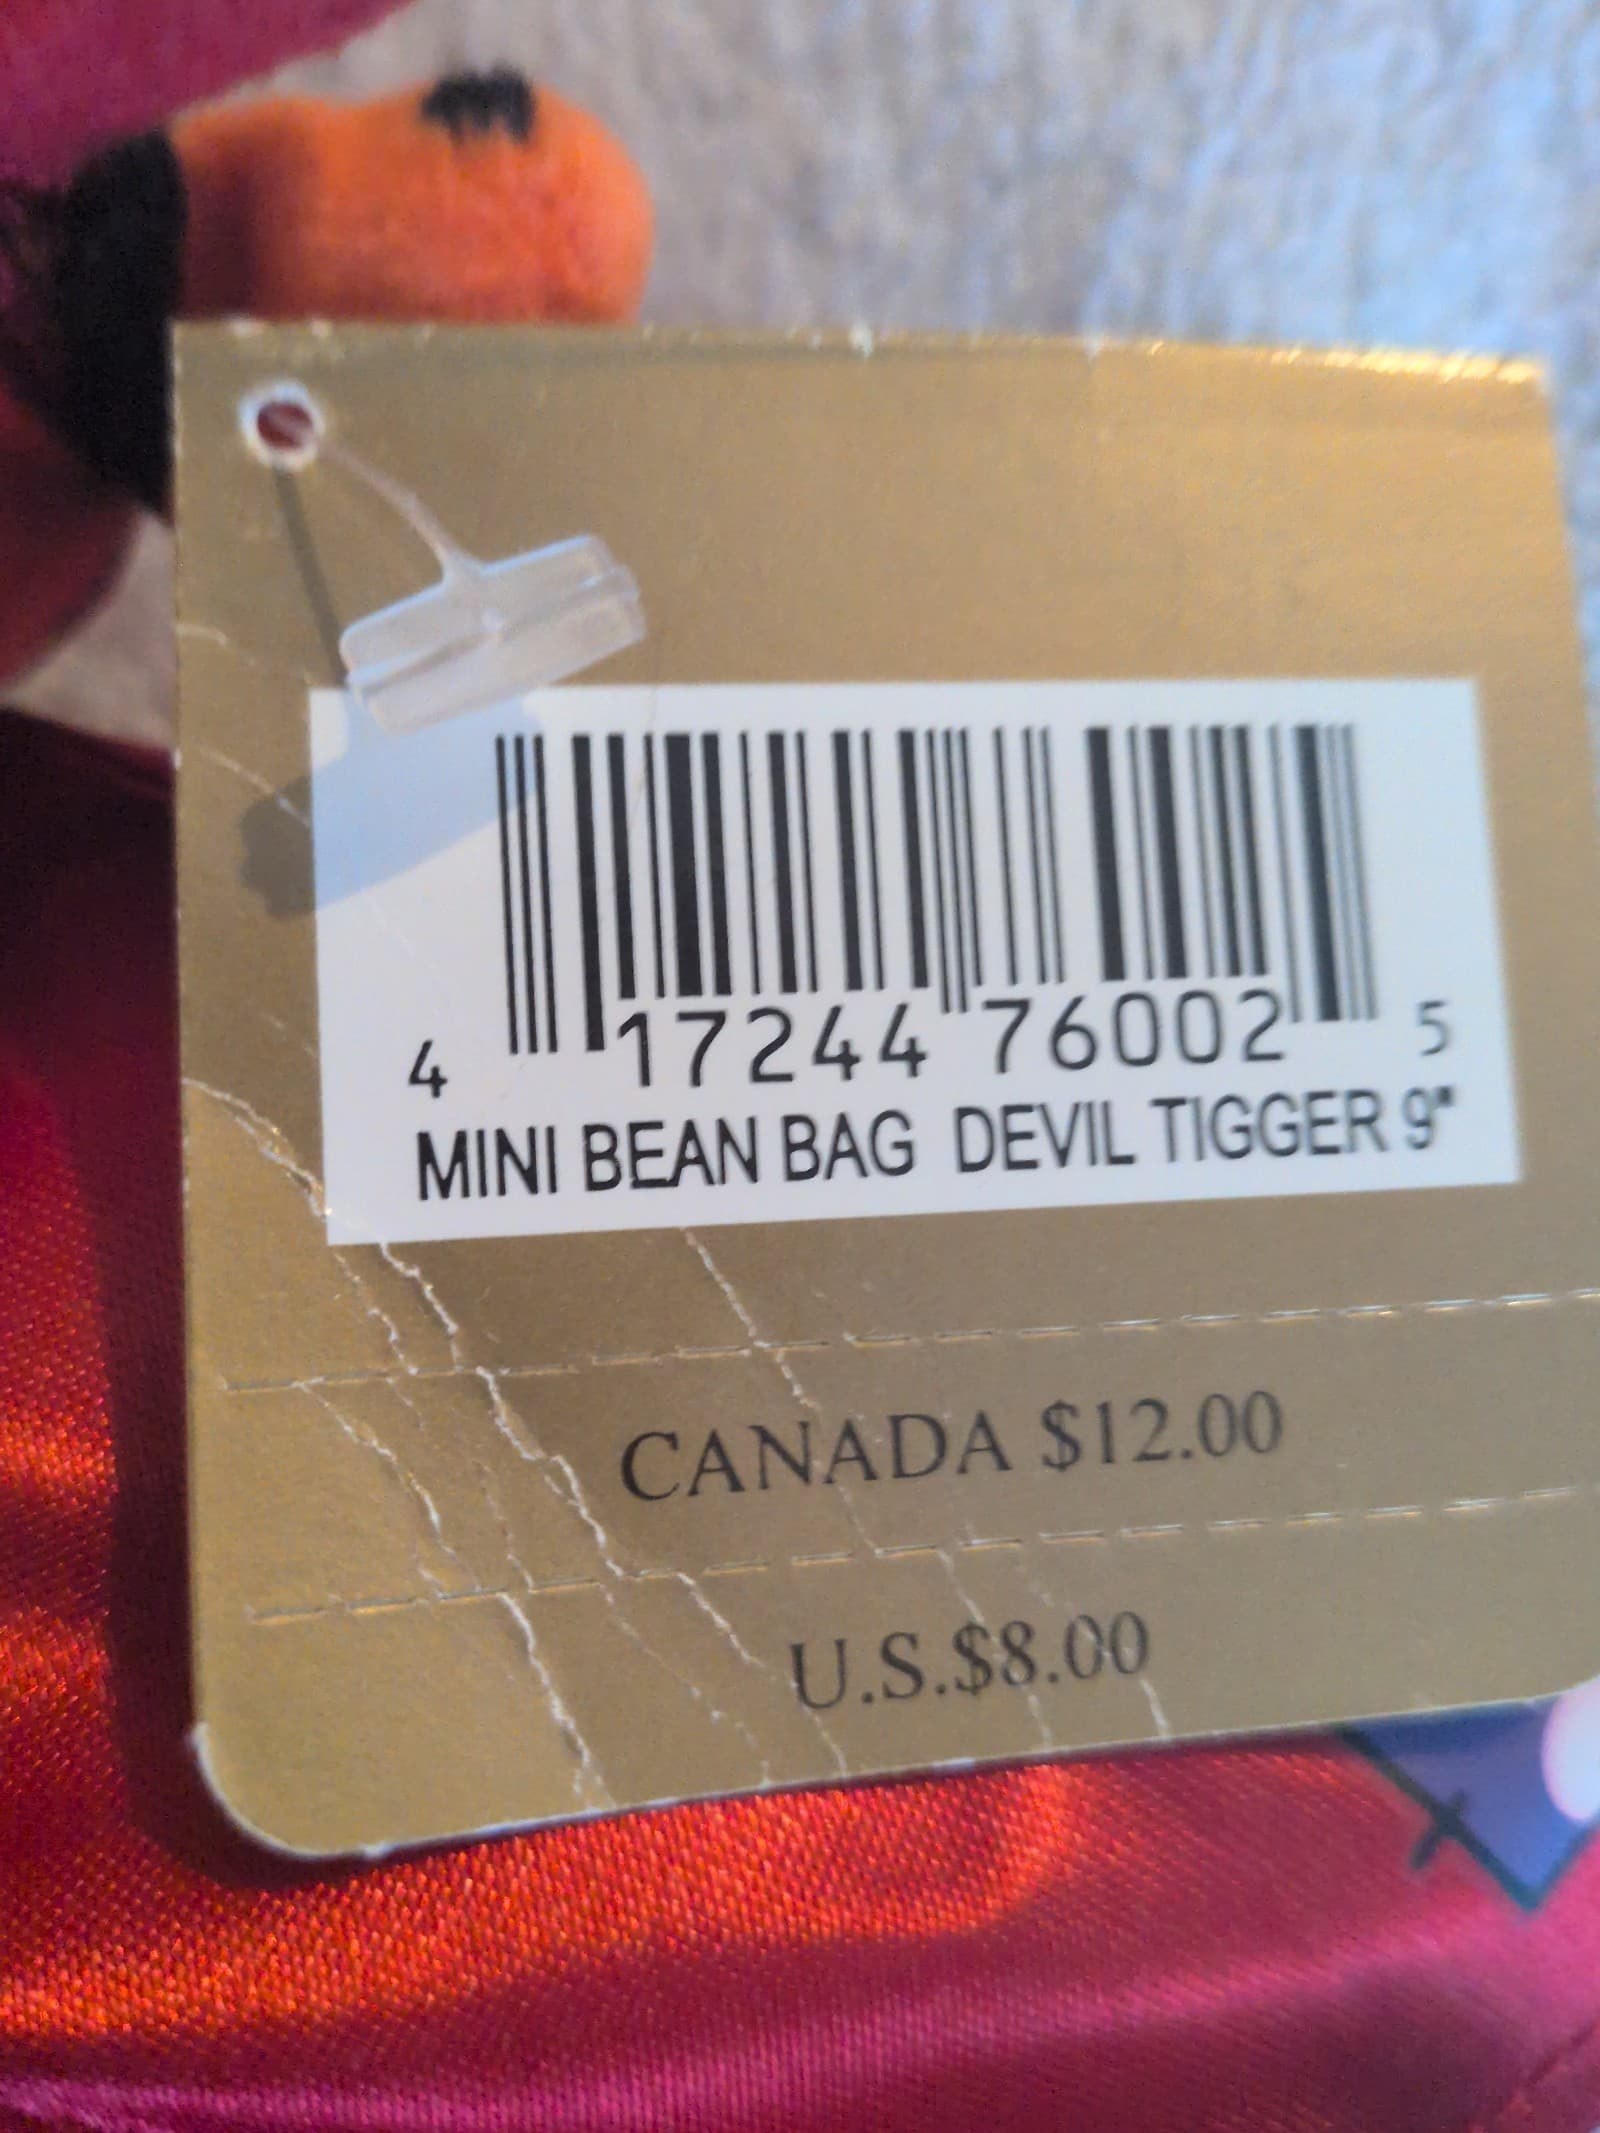 4 17244 76002 5
MINI BEAN BAG DEVIL TIGGER 9"
CANADA $12.00
U.S.$8.00